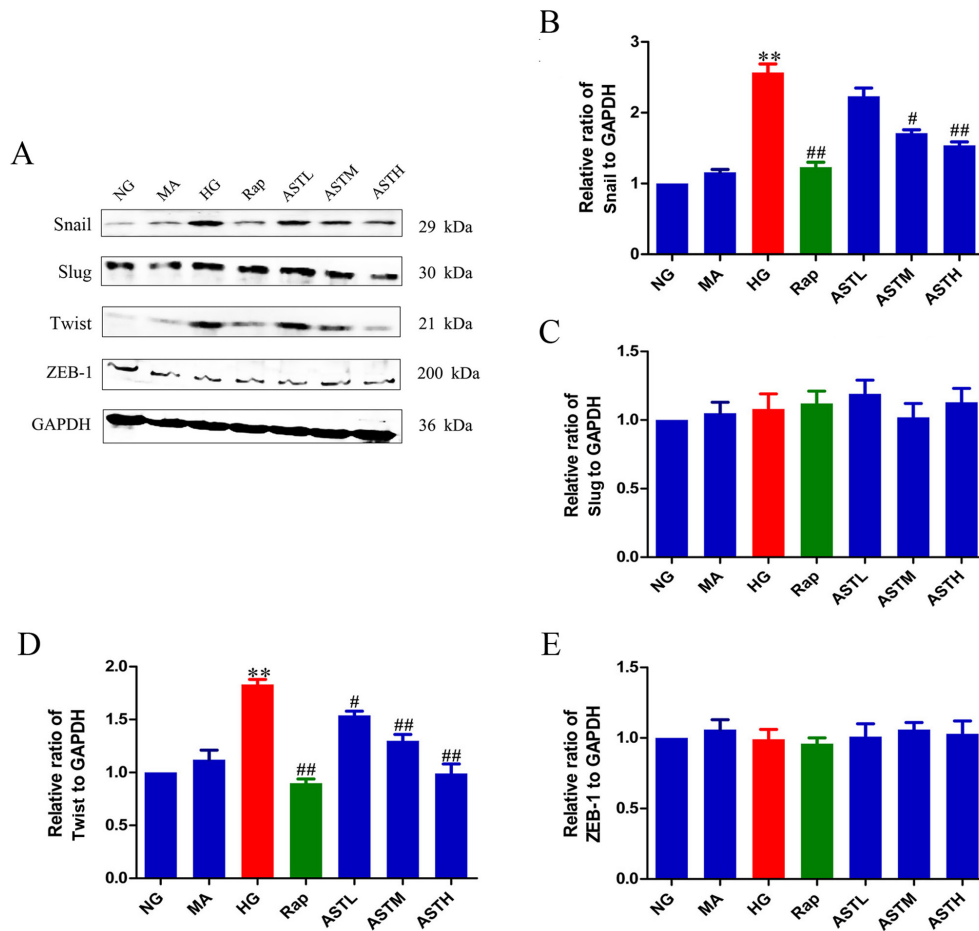 A
NG MA HG Rap ASTL ASTM ASTH
Snail 29 kDa
Slug 30 kDa
Twist 21 kDa
ZEB-1 200 kDa
GAPDH 36 kDa
B
Relative ratio of
Snail to GAPDH
3
2
1
0
**
##
#
##
NG MA HG Rap ASTL ASTM ASTH
C
Relative ratio of
Slug to GAPDH
1.5
1.0
0.5
0.0
NG MA HG Rap ASTL ASTM ASTH
D
Relative ratio of
Twist to GAPDH
2.0
1.5
1.0
0.5
0.0
**
##
#
##
##
NG MA HG Rap ASTL ASTM ASTH
E
Relative ratio of
ZEB-1 to GAPDH
1.5
1.0
0.5
0.0
NG MA HG Rap ASTL ASTM ASTH